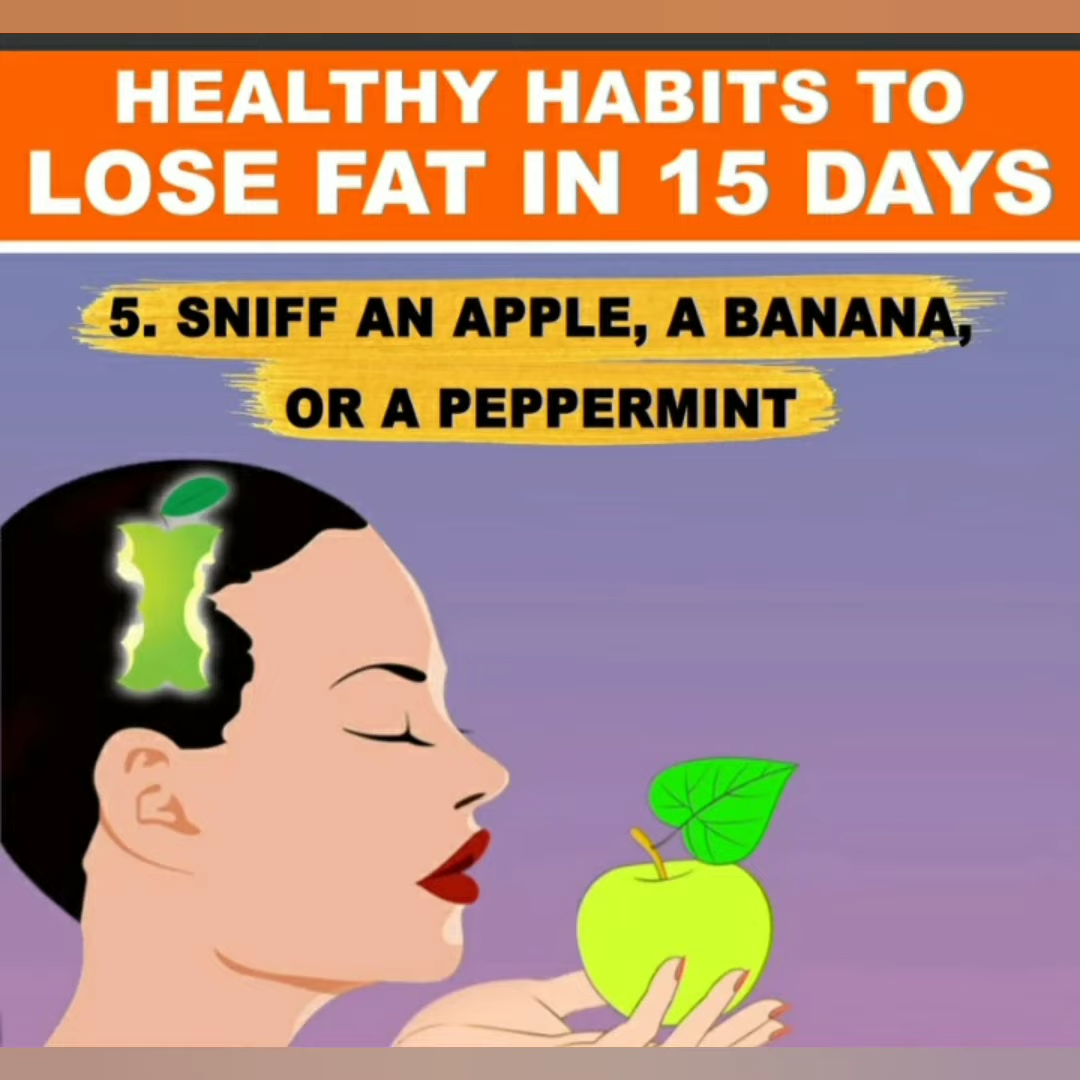 HEALTHY HABITS TO
LOSE FAT IN 15 DAYS
5. SNIFF AN APPLE, A BANANA,
OR A PEPPERMINT